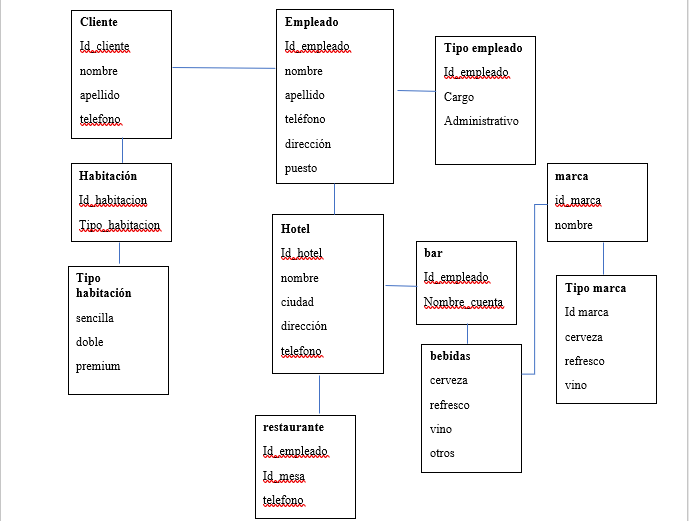 Cliente
Id_cliente
nombre
apellido
telefono
Empleado
Id_empleado
nombre
apellido
teléfono
dirección
puesto
Tipo empleado
Id_empleado
Cargo
Administrativo
Habitación
Id_habitacion
Tipo_habitacion
marca
id_marca
nombre
Hotel
Id_hotel
nombre
ciudad
dirección
telefono
bar
Id_empleado
Nombre_cuenta
Tipo
habitación
sencilla
doble
premium
Tipo marca
Id marca
cerveza
refresco
vino
bebidas
cerveza
refresco
vino
otros
restaurante
Id_empleado
Id_mesa
telefono